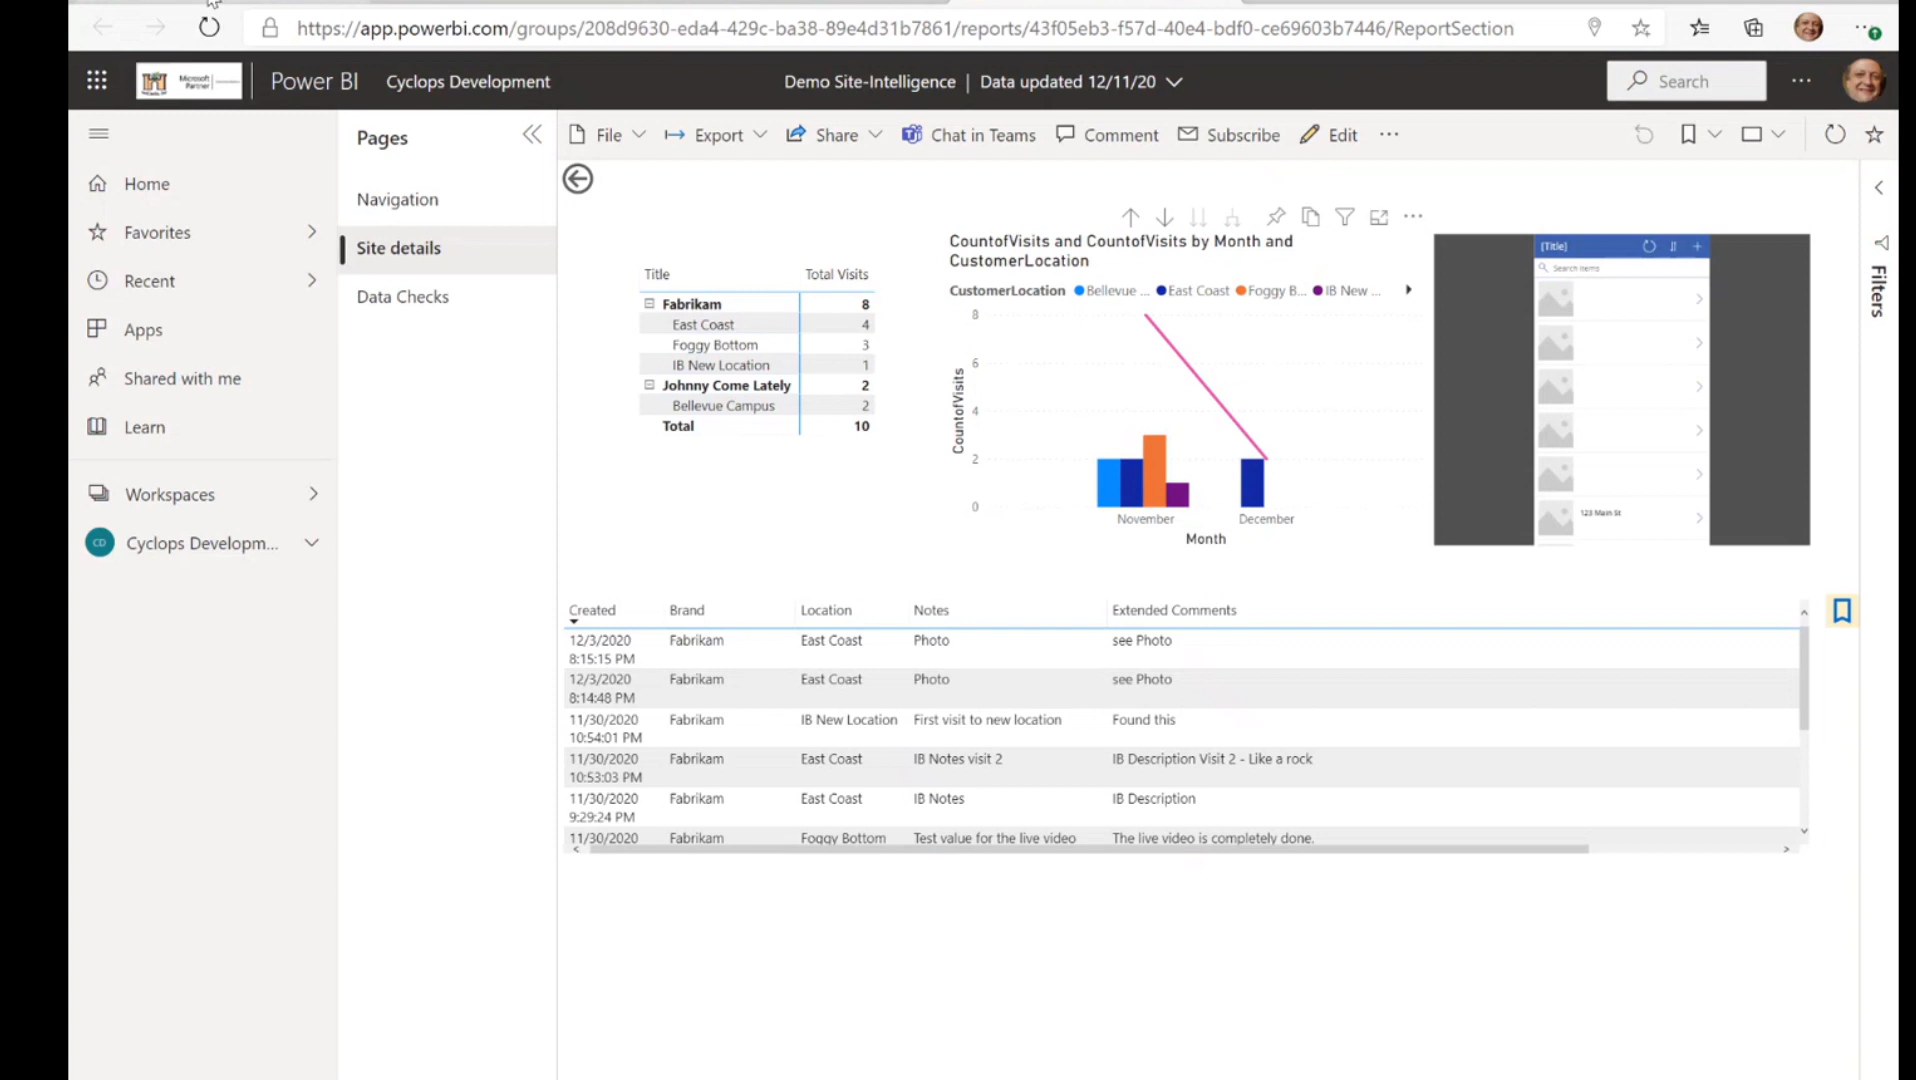 https://app.powerbi.com/groups/208d9630-eda4-429c-ba38-89e4d31b7861/reports/43f05eb3-f57d-40e4-bdf0-ce69603b7446/ReportSection
Microsoft Partner
Power BI
Cyclops Development
Demo Site-Intelligence | Data updated 12/11/20
Search
Home
Favorites
Recent
Apps
Shared with me
Learn
Workspaces
CD
Cyclops Developm...
Pages
Navigation
Site details
Data Checks
File
Export
Share
Chat in Teams
Comment
Subscribe
Edit
Filters
Title Total Visits
Fabrikam 8
East Coast 4
Foggy Bottom 3
IB New Location 1
Johnny Come Lately 2
Bellevue Campus 2
Total 10
CountofVisits and CountofVisits by Month and
CustomerLocation
CustomerLocation Bellevue ... East Coast Foggy B... IB New ...
CountofVisits
8
6
4
2
0
November December
Month
[Title]
Search items
123 Main St
Created Brand Location Notes Extended Comments
12/3/2020 Fabrikam East Coast Photo see Photo
8:15:15 PM
12/3/2020 Fabrikam East Coast Photo see Photo
8:14:48 PM
11/30/2020 Fabrikam IB New Location First visit to new location Found this
10:54:01 PM
11/30/2020 Fabrikam East Coast IB Notes visit 2 IB Description Visit 2 - Like a rock
10:53:03 PM
11/30/2020 Fabrikam East Coast IB Notes IB Description
9:29:24 PM
11/30/2020 Fabrikam Foggy Bottom Test value for the live video The live video is completely done.